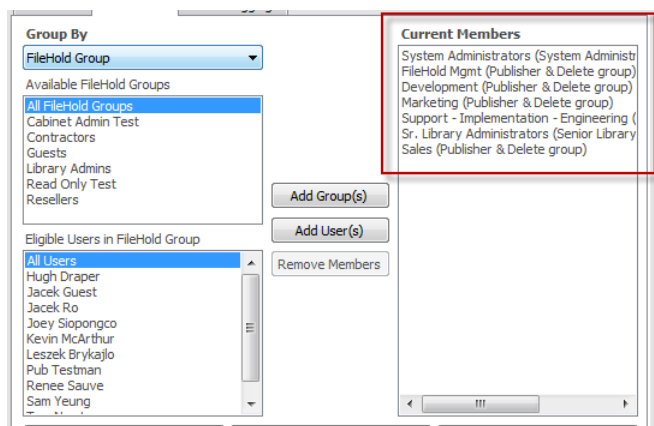 Group By
FileHold Group
Available FileHold Groups
All FileHold Groups
Cabinet Admin Test
Contractors
Guests
Library Admins
Read Only Test
Resellers
Eligible Users in FileHold Group
All Users
Hugh Draper
Jacek Guest
Jacek Ro
Joey Siopongco
Kevin McArthur
Leszek Brykajlo
Pub Testman
Renee Sauve
Sam Yeung
Add Group(s)
Add User(s)
Remove Members
Current Members
System Administrators (System Administr
FileHold Mgmt (Publisher & Delete group)
Development (Publisher & Delete group)
Marketing (Publisher & Delete group)
Support - Implementation - Engineering (
Sr. Library Administrators (Senior Library
Sales (Publisher & Delete group)